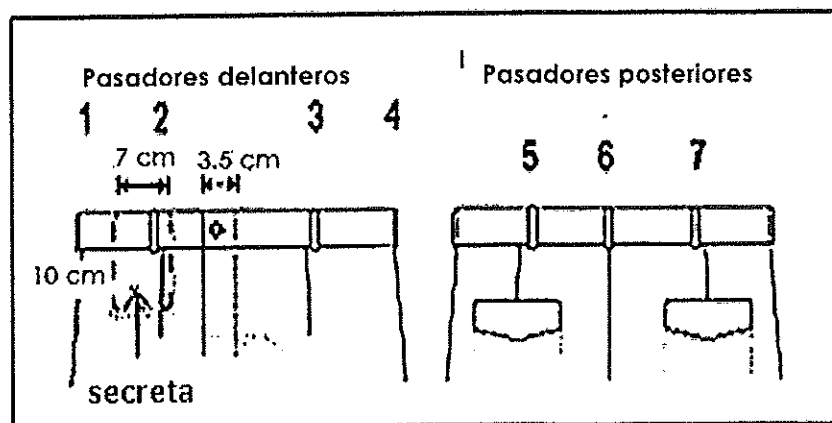 Pasadores delanteros
1 2 3 4
7 cm 3.5 cm
10 cm
secreta
Pasadores posteriores
5 6 7